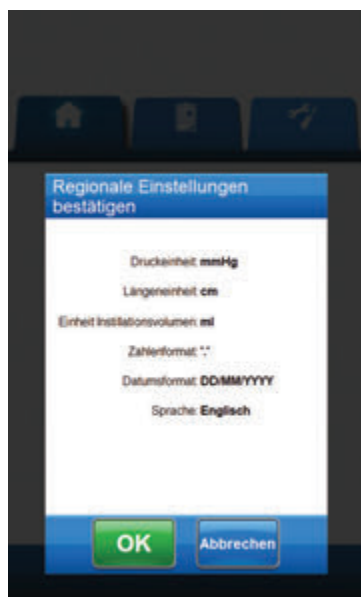 Regionale Einstellungen
bestätigen
Druckeinheit: mmHg
Längeneinheit: cm
Einheit Instillationsvolumen: ml
Zahlenformat: "."
Datumsformat: DD/MM/YYYY
Sprache: Englisch
OK
Abbrechen